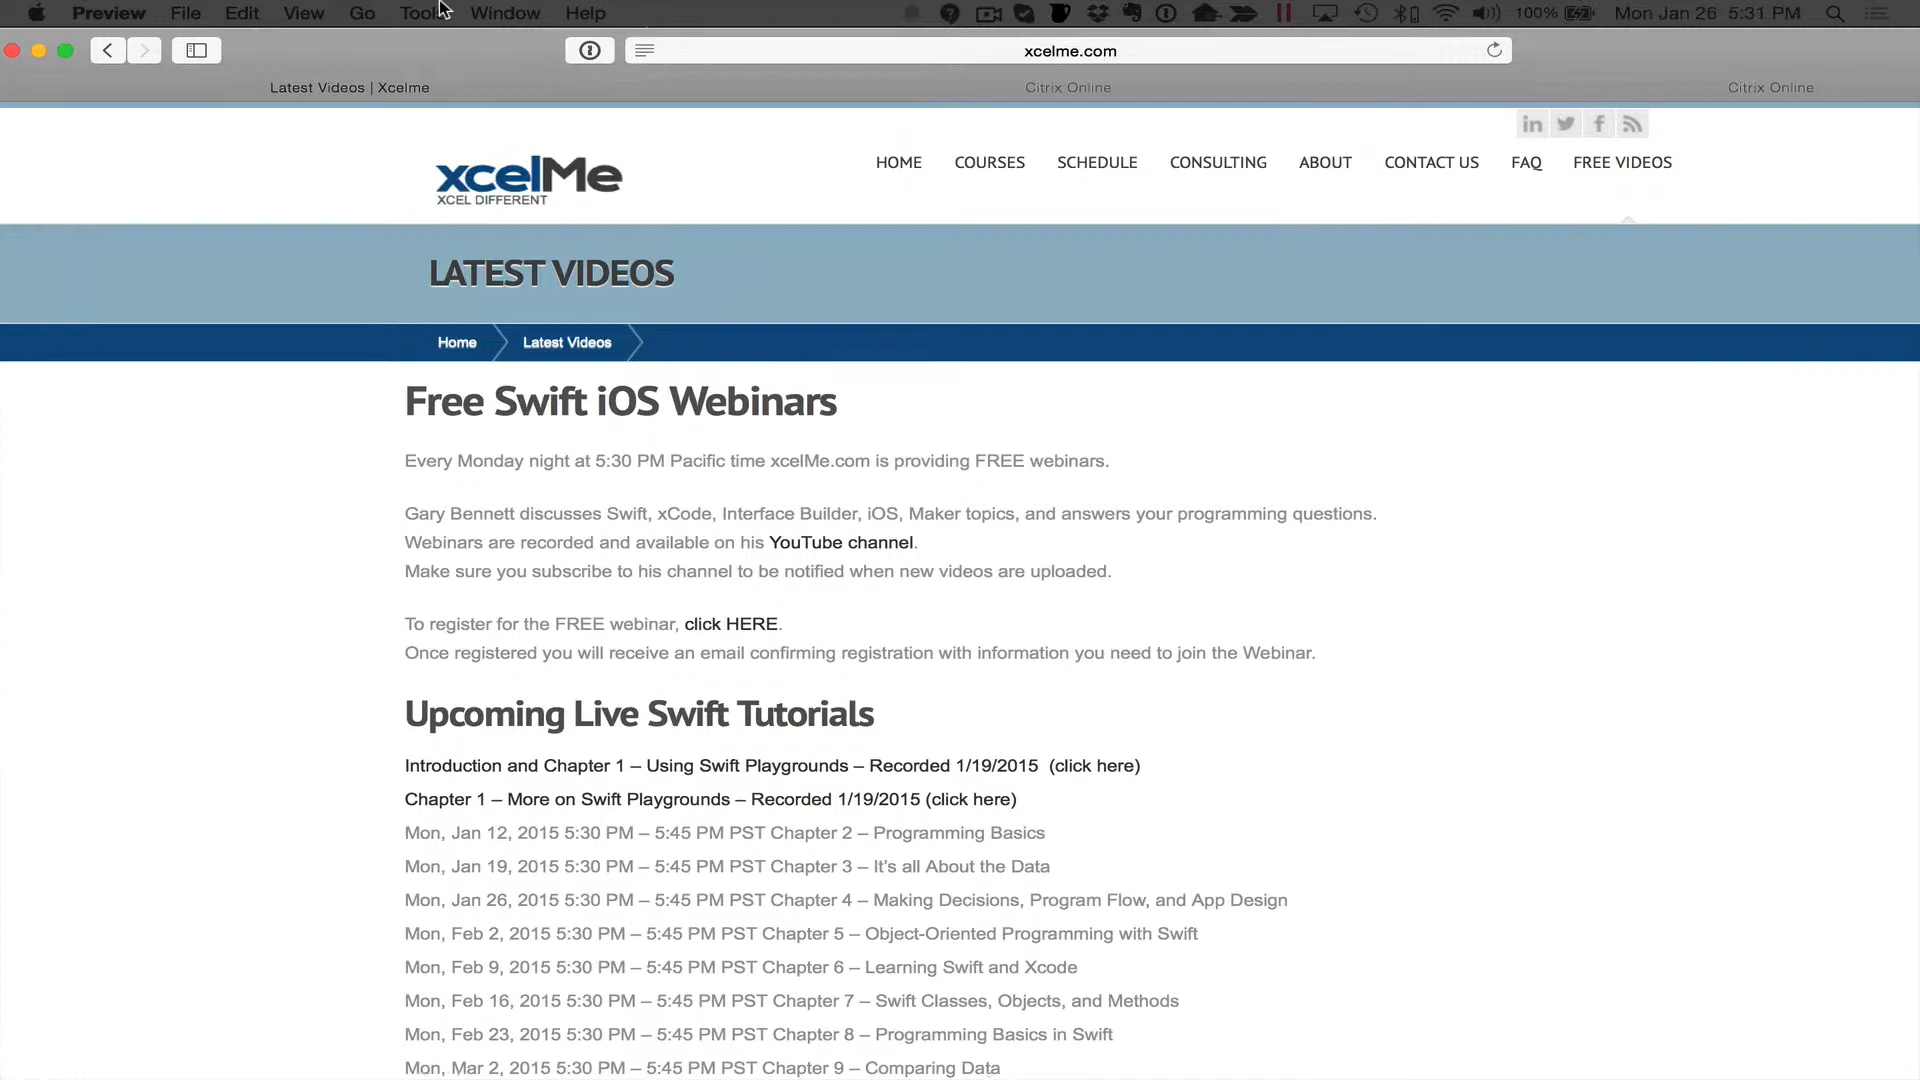 Preview File Edit View Go Tools Window Help 100% Mon Jan 26 5:31 PM
xcelme.com
Latest Videos | Xcelme Citrix Online Citrix Online
in f
xcelMe
XCEL DIFFERENT
HOME COURSES SCHEDULE CONSULTING ABOUT CONTACT US FAQ FREE VIDEOS
LATEST VIDEOS
Home Latest Videos
Free Swift iOS Webinars
Every Monday night at 5:30 PM Pacific time xcelMe.com is providing FREE webinars.
Gary Bennett discusses Swift, xCode, Interface Builder, iOS, Maker topics, and answers your programming questions.
Webinars are recorded and available on his YouTube channel.
Make sure you subscribe to his channel to be notified when new videos are uploaded.
To register for the FREE webinar, click HERE.
Once registered you will receive an email confirming registration with information you need to join the Webinar.
Upcoming Live Swift Tutorials
Introduction and Chapter 1 – Using Swift Playgrounds – Recorded 1/19/2015 (click here)
Chapter 1 – More on Swift Playgrounds – Recorded 1/19/2015 (click here)
Mon, Jan 12, 2015 5:30 PM – 5:45 PM PST Chapter 2 – Programming Basics
Mon, Jan 19, 2015 5:30 PM – 5:45 PM PST Chapter 3 – It's all About the Data
Mon, Jan 26, 2015 5:30 PM – 5:45 PM PST Chapter 4 – Making Decisions, Program Flow, and App Design
Mon, Feb 2, 2015 5:30 PM – 5:45 PM PST Chapter 5 – Object-Oriented Programming with Swift
Mon, Feb 9, 2015 5:30 PM – 5:45 PM PST Chapter 6 – Learning Swift and Xcode
Mon, Feb 16, 2015 5:30 PM – 5:45 PM PST Chapter 7 – Swift Classes, Objects, and Methods
Mon, Feb 23, 2015 5:30 PM – 5:45 PM PST Chapter 8 – Programming Basics in Swift
Mon, Mar 2, 2015 5:30 PM – 5:45 PM PST Chapter 9 – Comparing Data